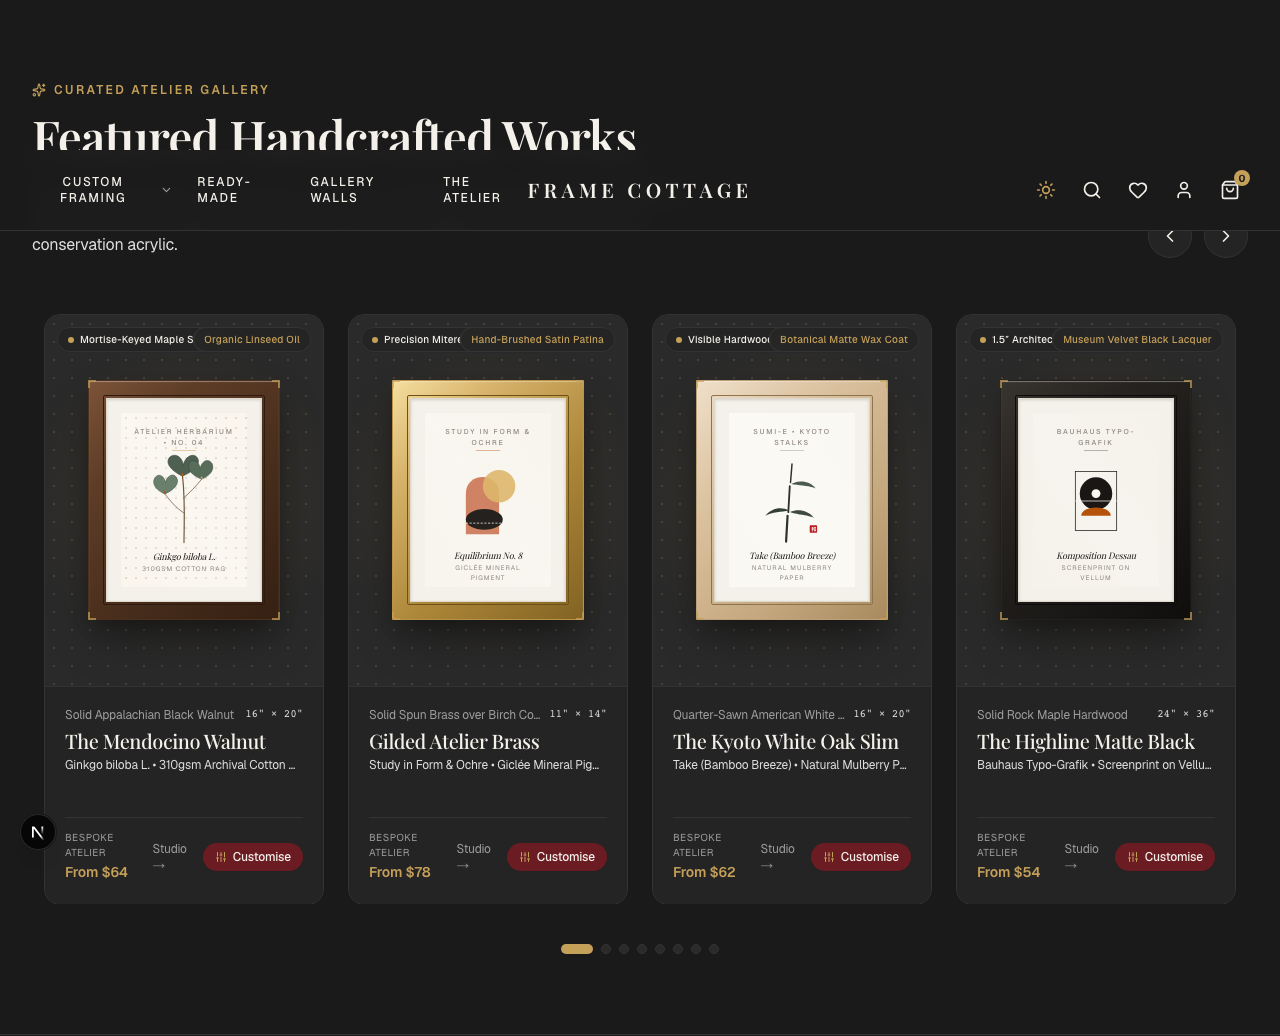 CURATED ATELIER GALLERY
Featured Handcrafted Works
CUSTOM
FRAMING
READY-
MADE
GALLERY
WALLS
THE
ATELIER
FRAME COTTAGE
0
conservation acrylic.
Mortise-Keyed Maple S
Organic Linseed Oil
Precision Mitere
Hand-Brushed Satin Patina
Visible Hardwood
Botanical Matte Wax Coat
1.5" Architec
Museum Velvet Black Lacquer
ATELIER HERBARIUM
• NO. 04
Ginkgo biloba L.
310GSM COTTON RAG
STUDY IN FORM &
OCHRE
Equilibrium No. 8
GICLÉE MINERAL
PIGMENT
SUMI-E • KYOTO
STALKS
Take (Bamboo Breeze)
NATURAL MULBERRY
PAPER
BAUHAUS TYPO-
GRAFIK
Komposition Dessau
SCREENPRINT ON
VELLUM
Solid Appalachian Black Walnut
16" × 20"
The Mendocino Walnut
Ginkgo biloba L. • 310gsm Archival Cotton ...
BESPOKE
ATELIER
From $64
Studio
→
Customise
Solid Spun Brass over Birch Co...
11" × 14"
Gilded Atelier Brass
Study in Form & Ochre • Giclée Mineral Pig...
BESPOKE
ATELIER
From $78
Studio
→
Customise
Quarter-Sawn American White ...
16" × 20"
The Kyoto White Oak Slim
Take (Bamboo Breeze) • Natural Mulberry P...
BESPOKE
ATELIER
From $62
Studio
→
Customise
Solid Rock Maple Hardwood
24" × 36"
The Highline Matte Black
Bauhaus Typo-Grafik • Screenprint on Vellu...
BESPOKE
ATELIER
From $54
Studio
→
Customise
N